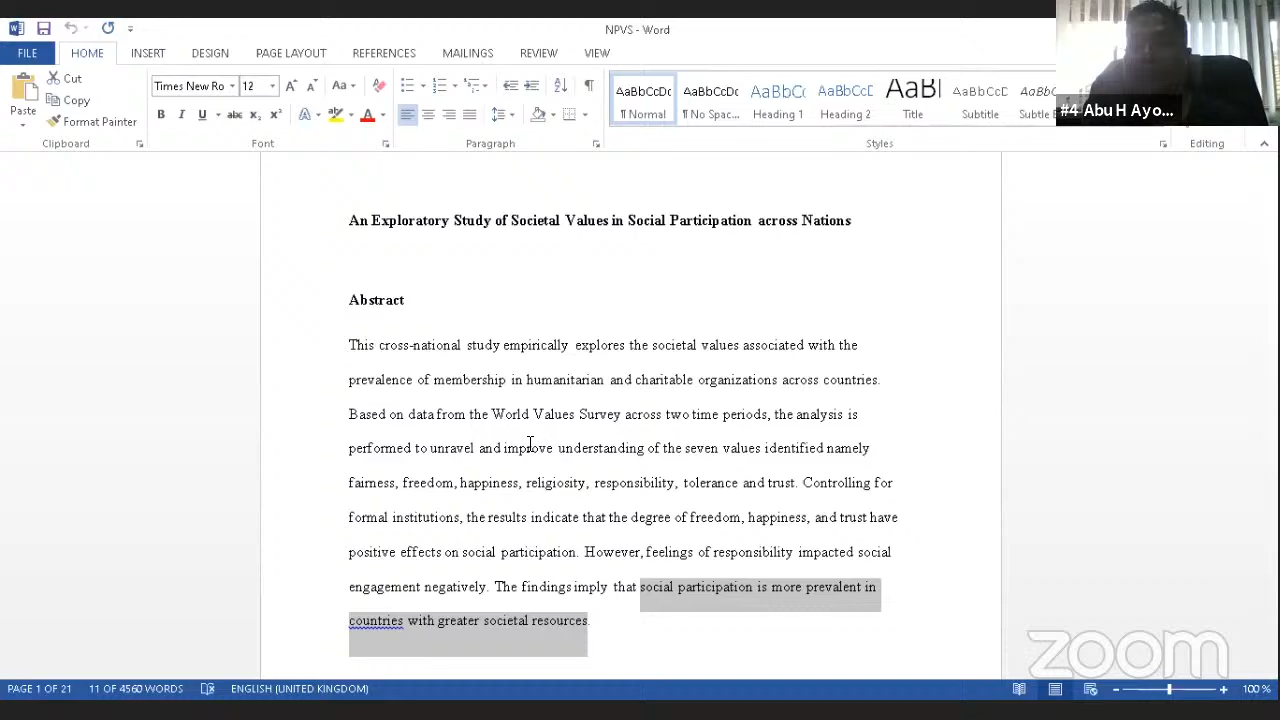 NPVS - Word
FILE HOME INSERT DESIGN PAGE LAYOUT REFERENCES MAILINGS REVIEW VIEW
Cut
Copy
Format Painter
Paste
Clipboard
Times New Ro 12
Font
Paragraph
AaBbCcDc AaBbCcDc AaBbCc AaBbCcD AaBl AaBbCcD AaBbCcDc
¶ Normal ¶ No Spac... Heading 1 Heading 2 Title Subtitle Subtle E
Styles
Editing
#4 Abu H Ayo...
An Exploratory Study of Societal Values in Social Participation across Nations
Abstract
This cross-national study empirically explores the societal values associated with the
prevalence of membership in humanitarian and charitable organizations across countries.
Based on data from the World Values Survey across two time periods, the analysis is
performed to unravel and improve understanding of the seven values identified namely
fairness, freedom, happiness, religiosity, responsibility, tolerance and trust. Controlling for
formal institutions, the results indicate that the degree of freedom, happiness, and trust have
positive effects on social participation. However, feelings of responsibility impacted social
engagement negatively. The findings imply that social participation is more prevalent in
countries with greater societal resources.
zoom
PAGE 1 OF 21 11 OF 4560 WORDS ENGLISH (UNITED KINGDOM) 100 %